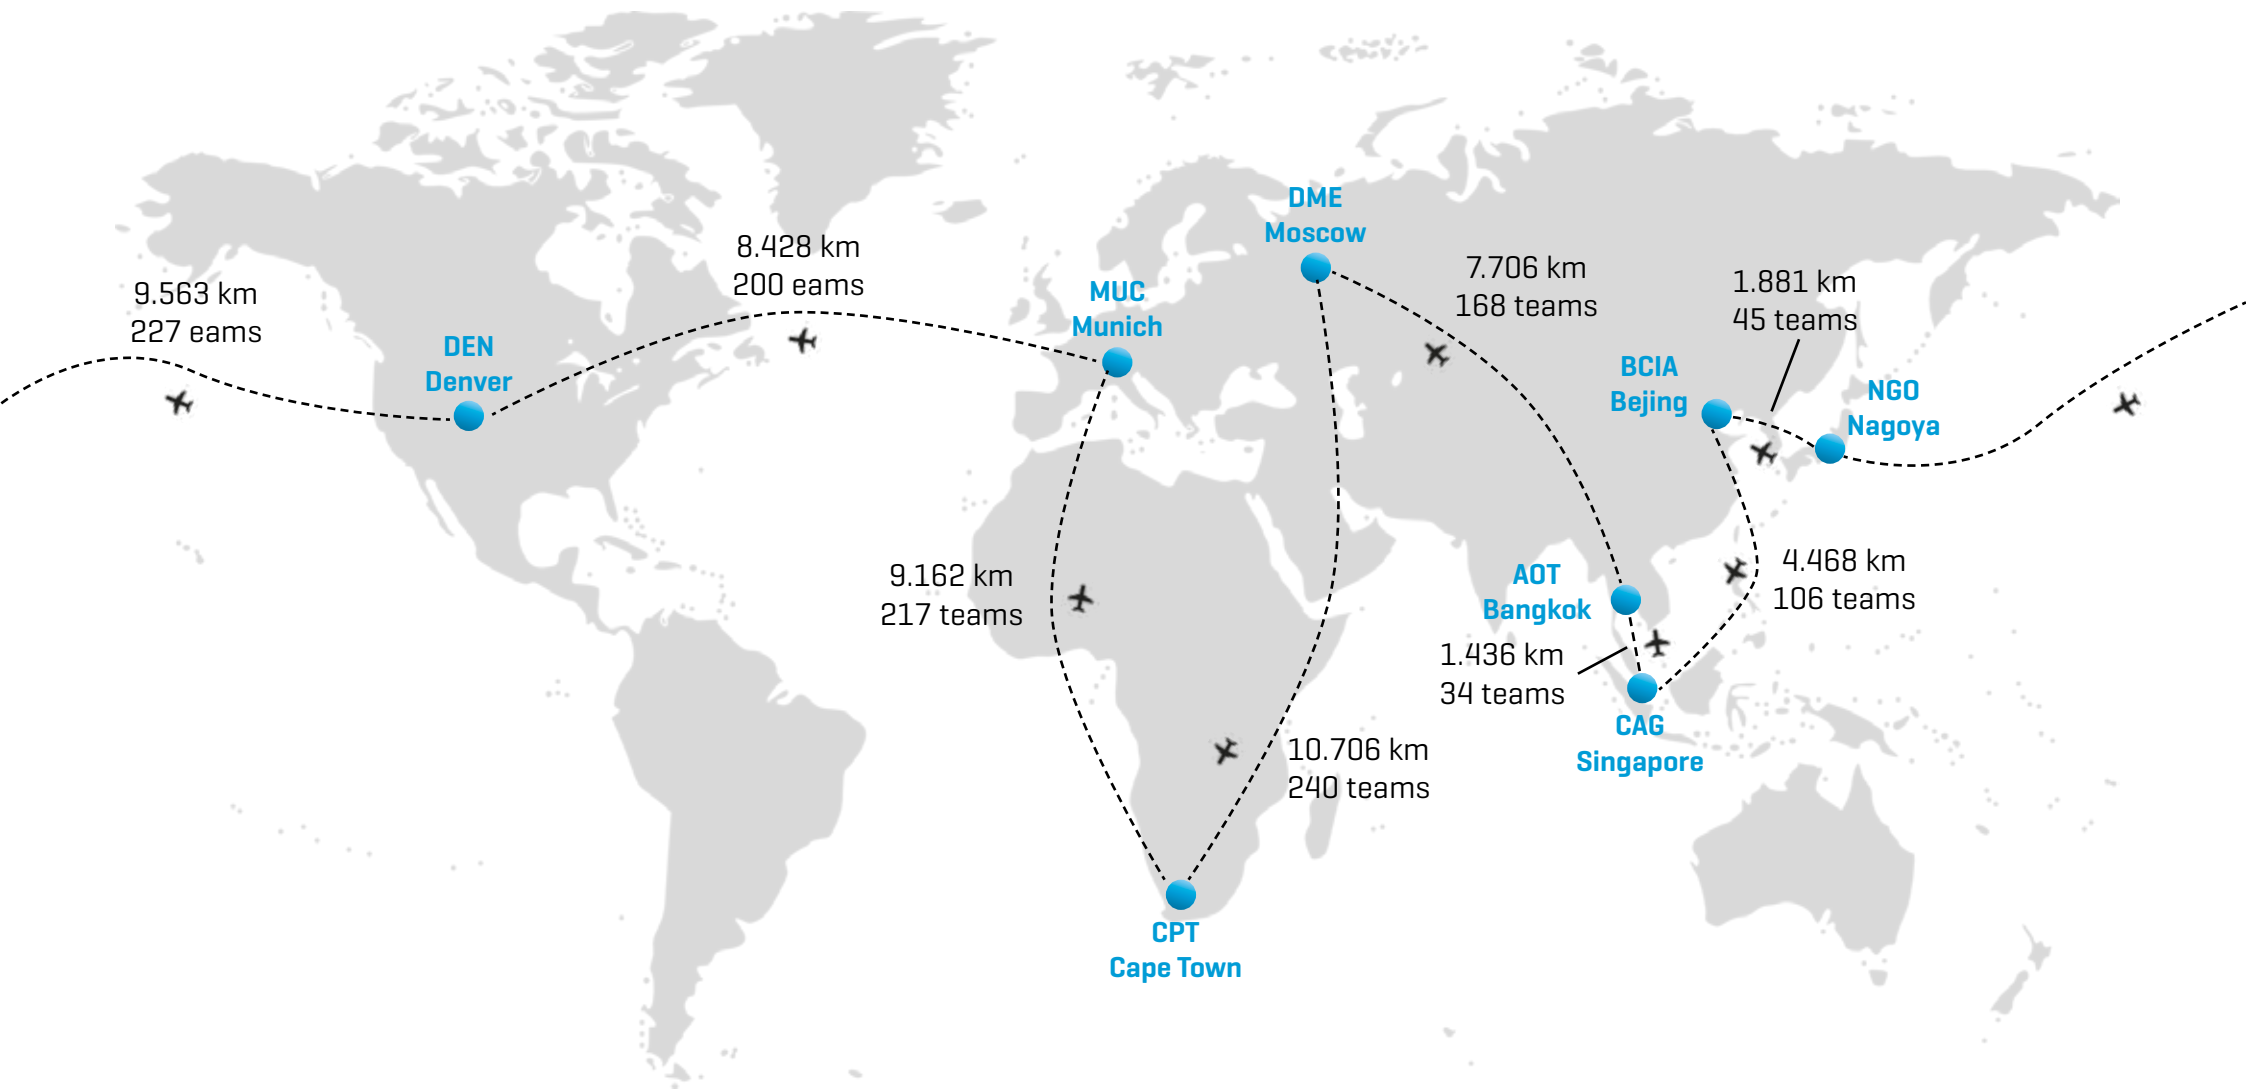 DME
Moscow
8.428 km
200 eams
7.706 km
168 teams
1.881 km
45 teams
9.563 km
227 eams
MUC
Munich
DEN
Denver
BCIA
Bejing
NGO
Nagoya
9.162 km
217 teams
AOT
Bangkok
4.468 km
106 teams
1.436 km
34 teams
CAG
Singapore
10.706 km
240 teams
CPT
Cape Town